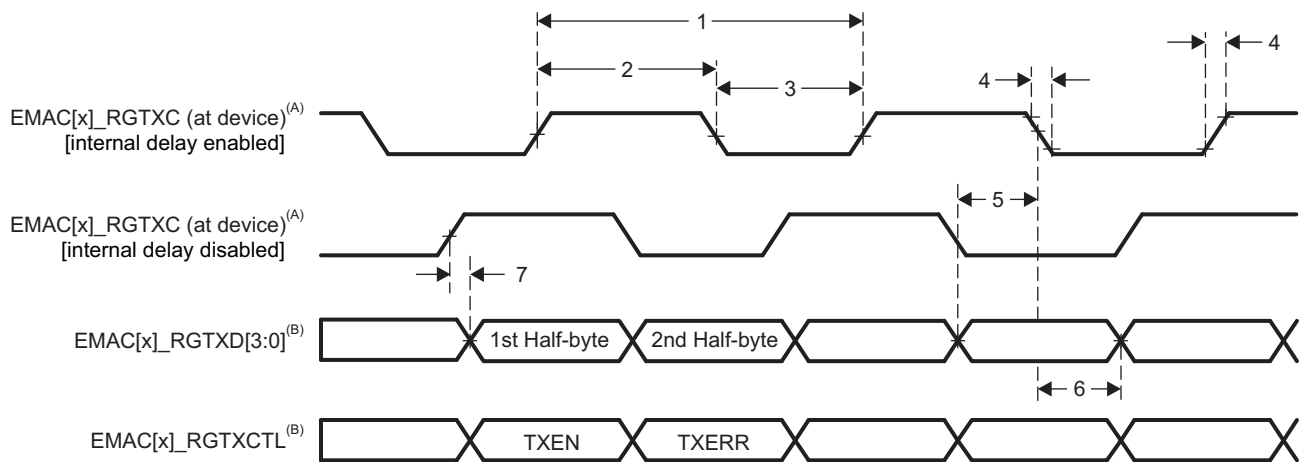 1
2
3
4
4
EMAC[x]_RGTXC (at device)(A)
[internal delay enabled]
5
EMAC[x]_RGTXC (at device)(A)
[internal delay disabled]
7
EMAC[x]_RGTXD[3:0](B)
1st Half-byte
2nd Half-byte
6
EMAC[x]_RGTXCTL(B)
TXEN
TXERR